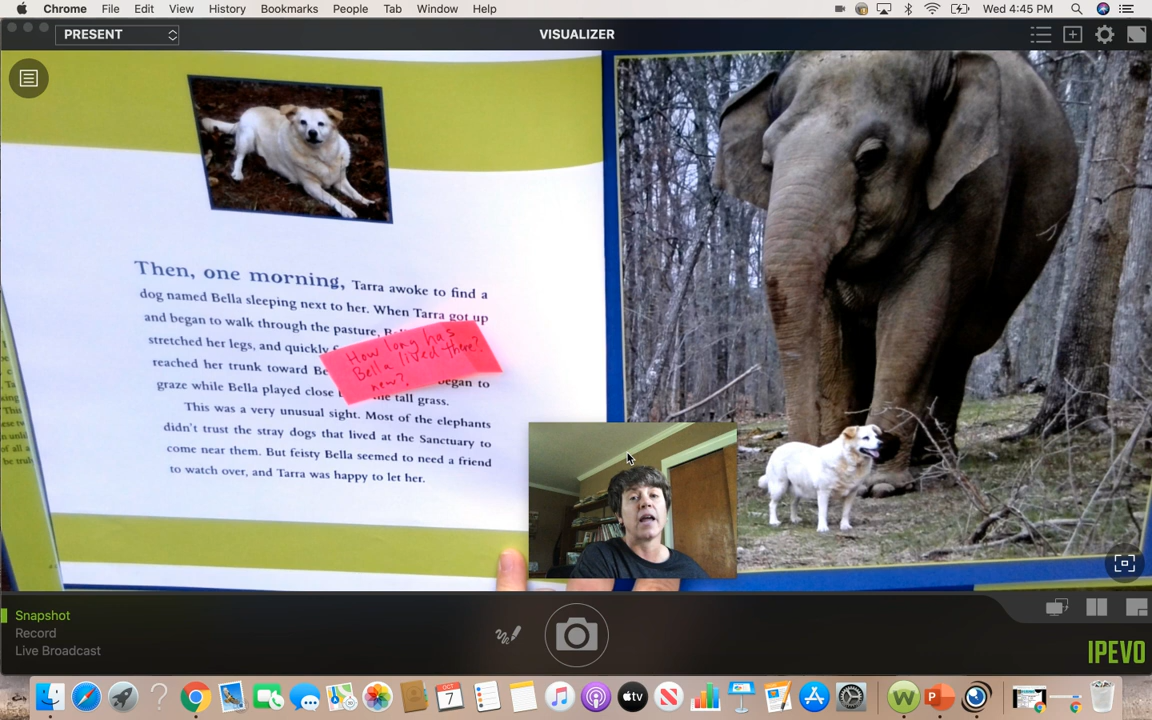 Chrome File Edit View History Bookmarks People Tab Window Help Wed 4:45 PM
PRESENT
VISUALIZER
Then, one morning, Tarra awoke to find a
dog named Bella sleeping next to her. When Tarra got up
and began to walk through the pasture,
stretched her legs, and quickly
reached her trunk toward
began to
graze while Bella played close
tall grass.
How long has
Bella lived there?
new?
This was a very unusual sight. Most of the elephants
didn't trust the stray dogs that lived at the Sanctuary to
come near them. But feisty Bella seemed to need a friend
to watch over, and Tarra was happy to let her.
Snapshot
Record
Live Broadcast
IPEVO
OCT
7
tv
W
P